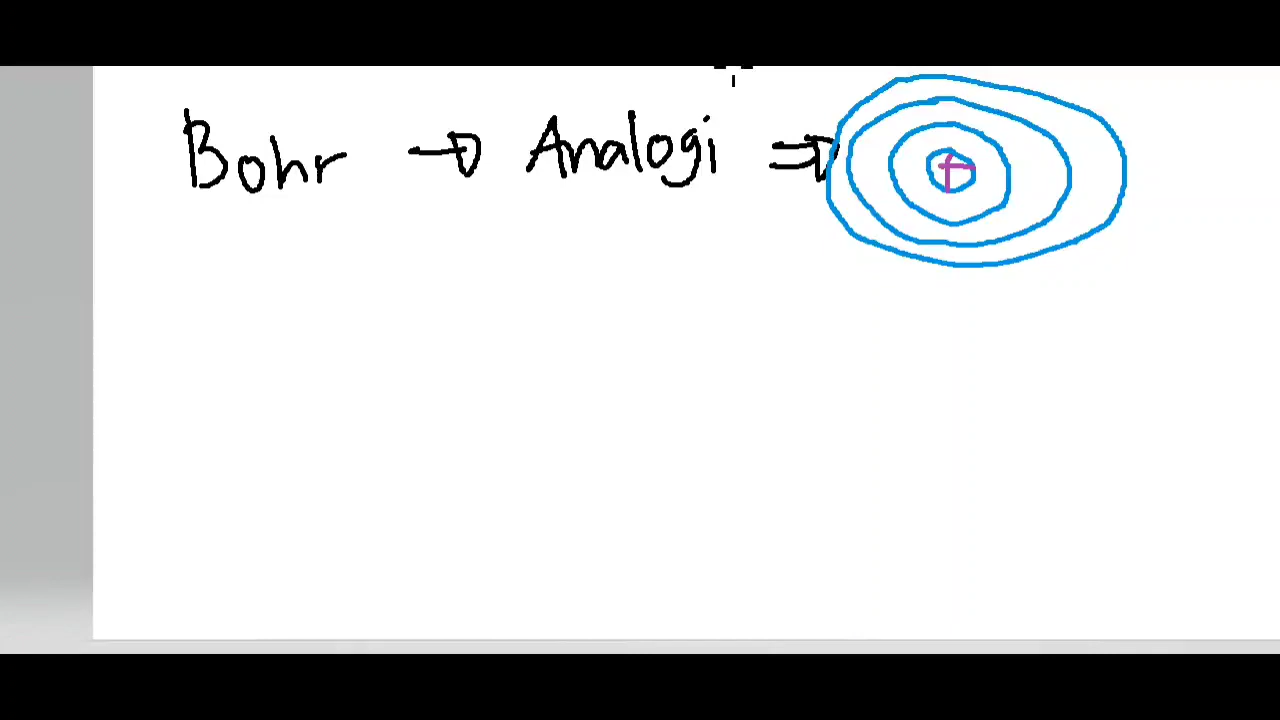 Bohr → Analogi ⇒ +